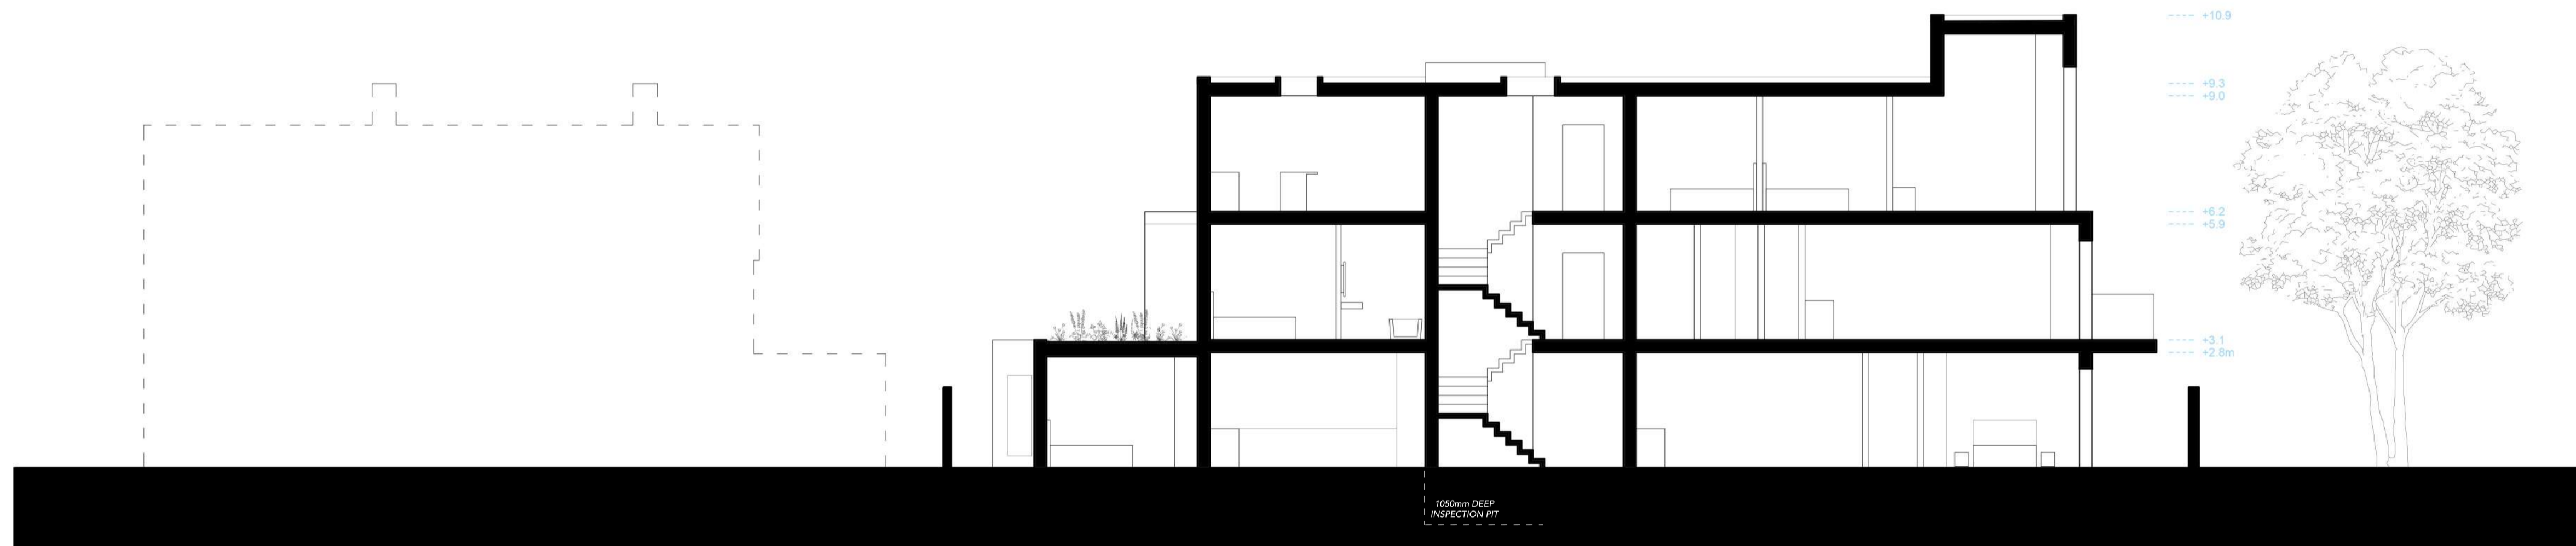 +10.9
+9.3
+9.0
+6.2
+5.9
+3.1
+2.8m
1050mm DEEP
INSPECTION PIT